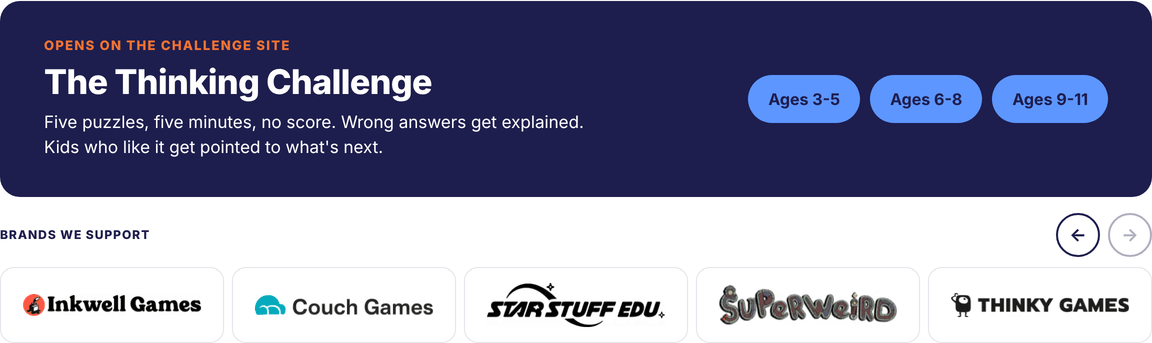 OPENS ON THE CHALLENGE SITE
The Thinking Challenge
Five puzzles, five minutes, no score. Wrong answers get explained.
Kids who like it get pointed to what's next.
Ages 3-5
Ages 6-8
Ages 9-11
BRANDS WE SUPPORT
Inkwell Games
Couch Games
STAR STUFF EDU.
SUPERWEIRD
THINKY GAMES